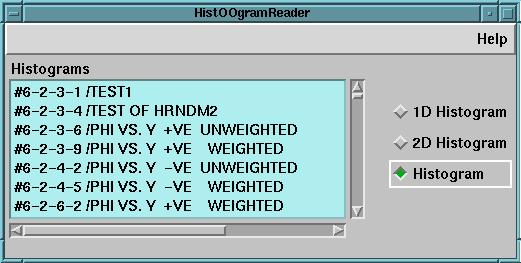 HistOOgramReader
Help
Histograms
#6-2-3-1 /TEST1
#6-2-3-4 /TEST OF HRNDM2
#6-2-3-6 /PHI VS. Y +VE UNWEIGHTED
#6-2-3-9 /PHI VS. Y +VE WEIGHTED
#6-2-4-2 /PHI VS. Y -VE UNWEIGHTED
#6-2-4-5 /PHI VS. Y -VE WEIGHTED
#6-2-6-2 /PHI VS. Y +VE WEIGHTED
1D Histogram
2D Histogram
Histogram